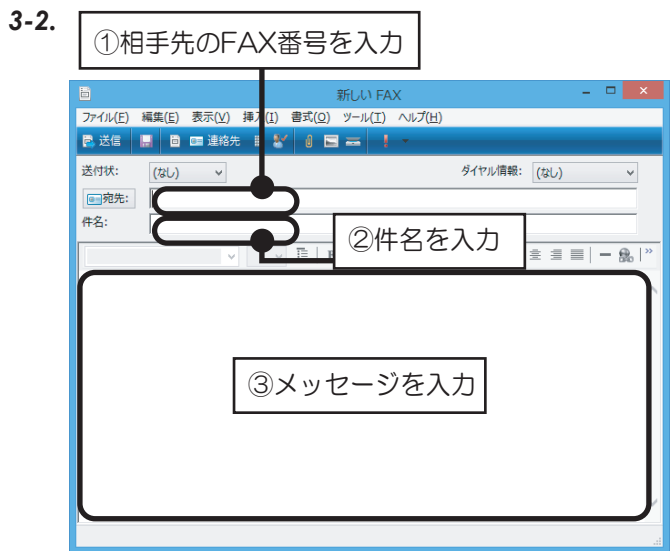 3-2.
①相手先のFAX番号を入力
新しい FAX
ファイル(F) 編集(E) 表示(V) 挿入(I) 書式(O) ツール(T) ヘルプ(H)
送信 連絡先
送付状: (なし) ダイヤル情報: (なし)
宛先:
件名:
②件名を入力
③メッセージを入力